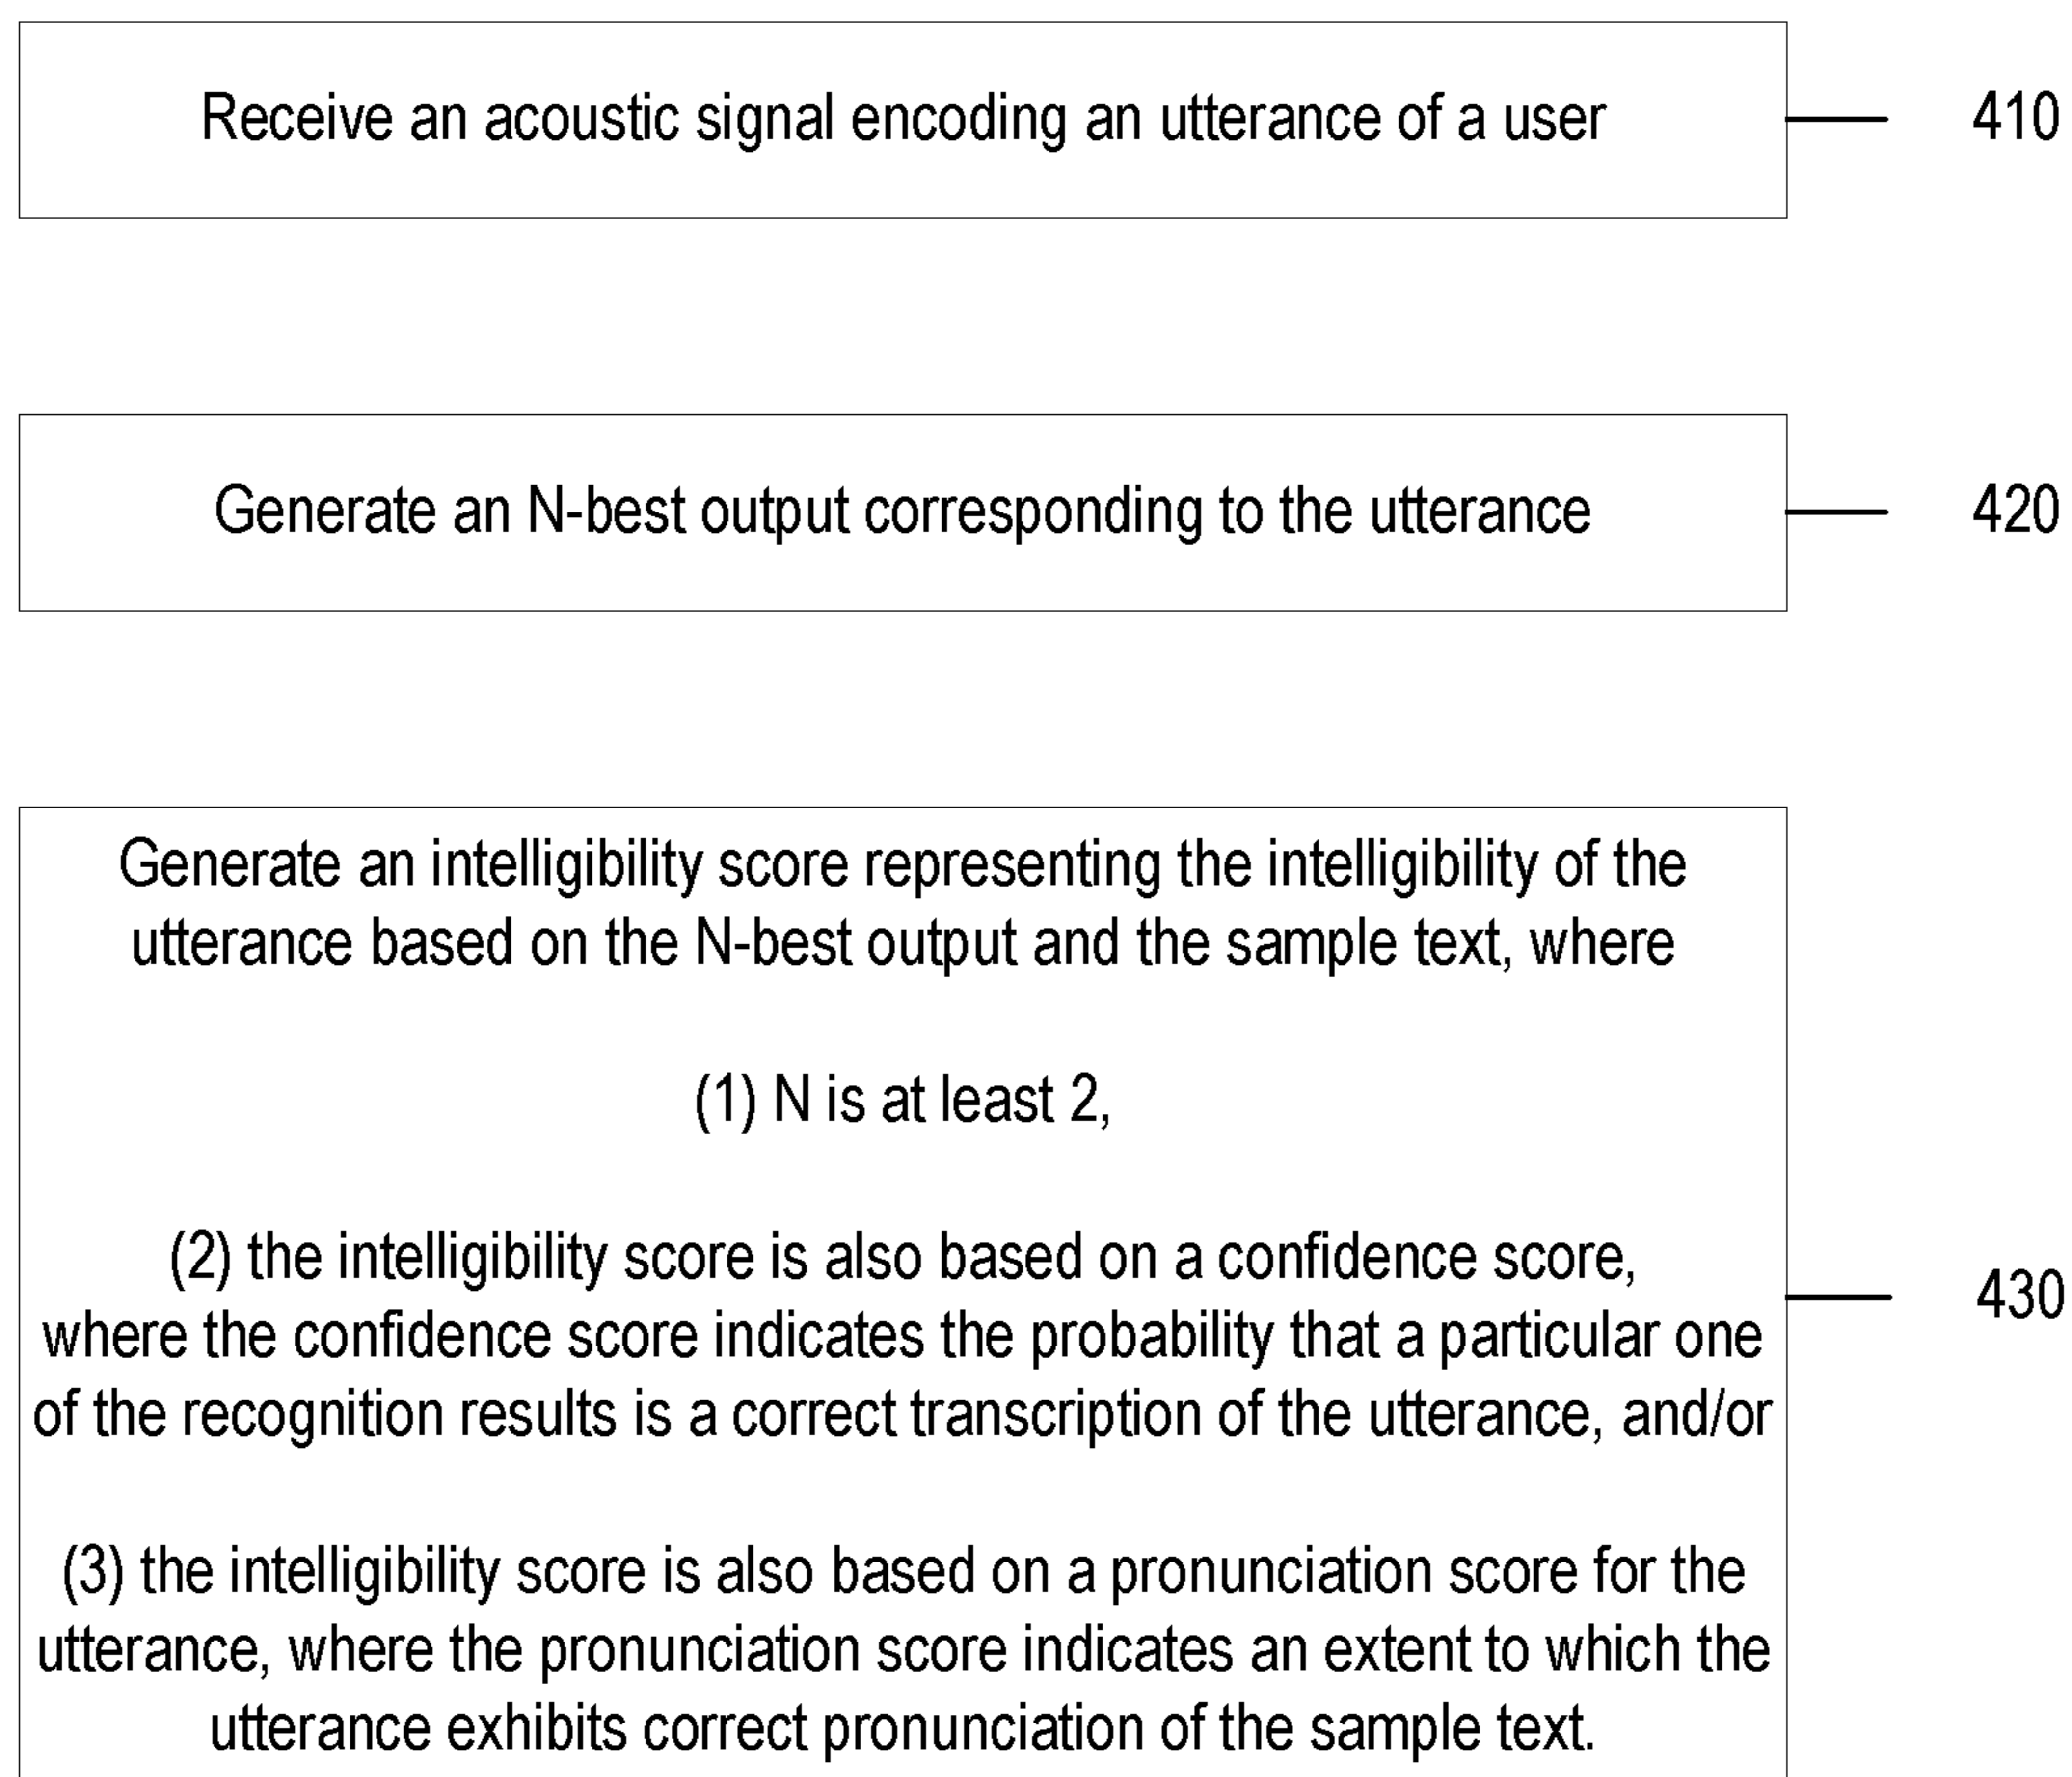 Receive an acoustic signal encoding an utterance of a user
410
Generate an N-best output corresponding to the utterance
420
Generate an intelligibility score representing the intelligibility of the
utterance based on the N-best output and the sample text, where
(1) N is at least 2,
(2) the intelligibility score is also based on a confidence score,
where the confidence score indicates the probability that a particular one
of the recognition results is a correct transcription of the utterance, and/or
(3) the intelligibility score is also based on a pronunciation score for the
utterance, where the pronunciation score indicates an extent to which the
utterance exhibits correct pronunciation of the sample text.
430